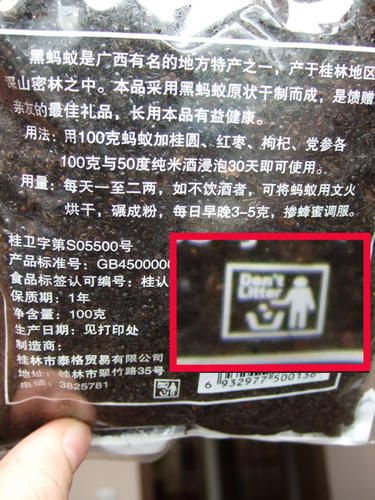 黑蚂蚁是广西有名的地方特产之一，产于桂林地区
深山密林之中。本品采用黑蚂蚁原状干制而成，是馈赠
亲友的最佳礼品，长用本品有益健康。
用法：用100克蚂蚁加桂圆、红枣、枸杞、党参各
100克与50度纯米酒浸泡30天即可使用。
用量：每天一至二两，如不饮酒者，可将蚂蚁用文火
烘干，碾成粉，每日早晚3-5克，掺蜂蜜调服。
桂卫字第S05500号
产品标准号：GB4500000
食品标签认可编号：桂认
保质期：1年
净含量：100克
生产日期：见打印处
制造商：
桂林市泰格贸易有限公司
地址：桂林市翠竹路35号
电话：3825781
Don't
Litter
6 932977 500136